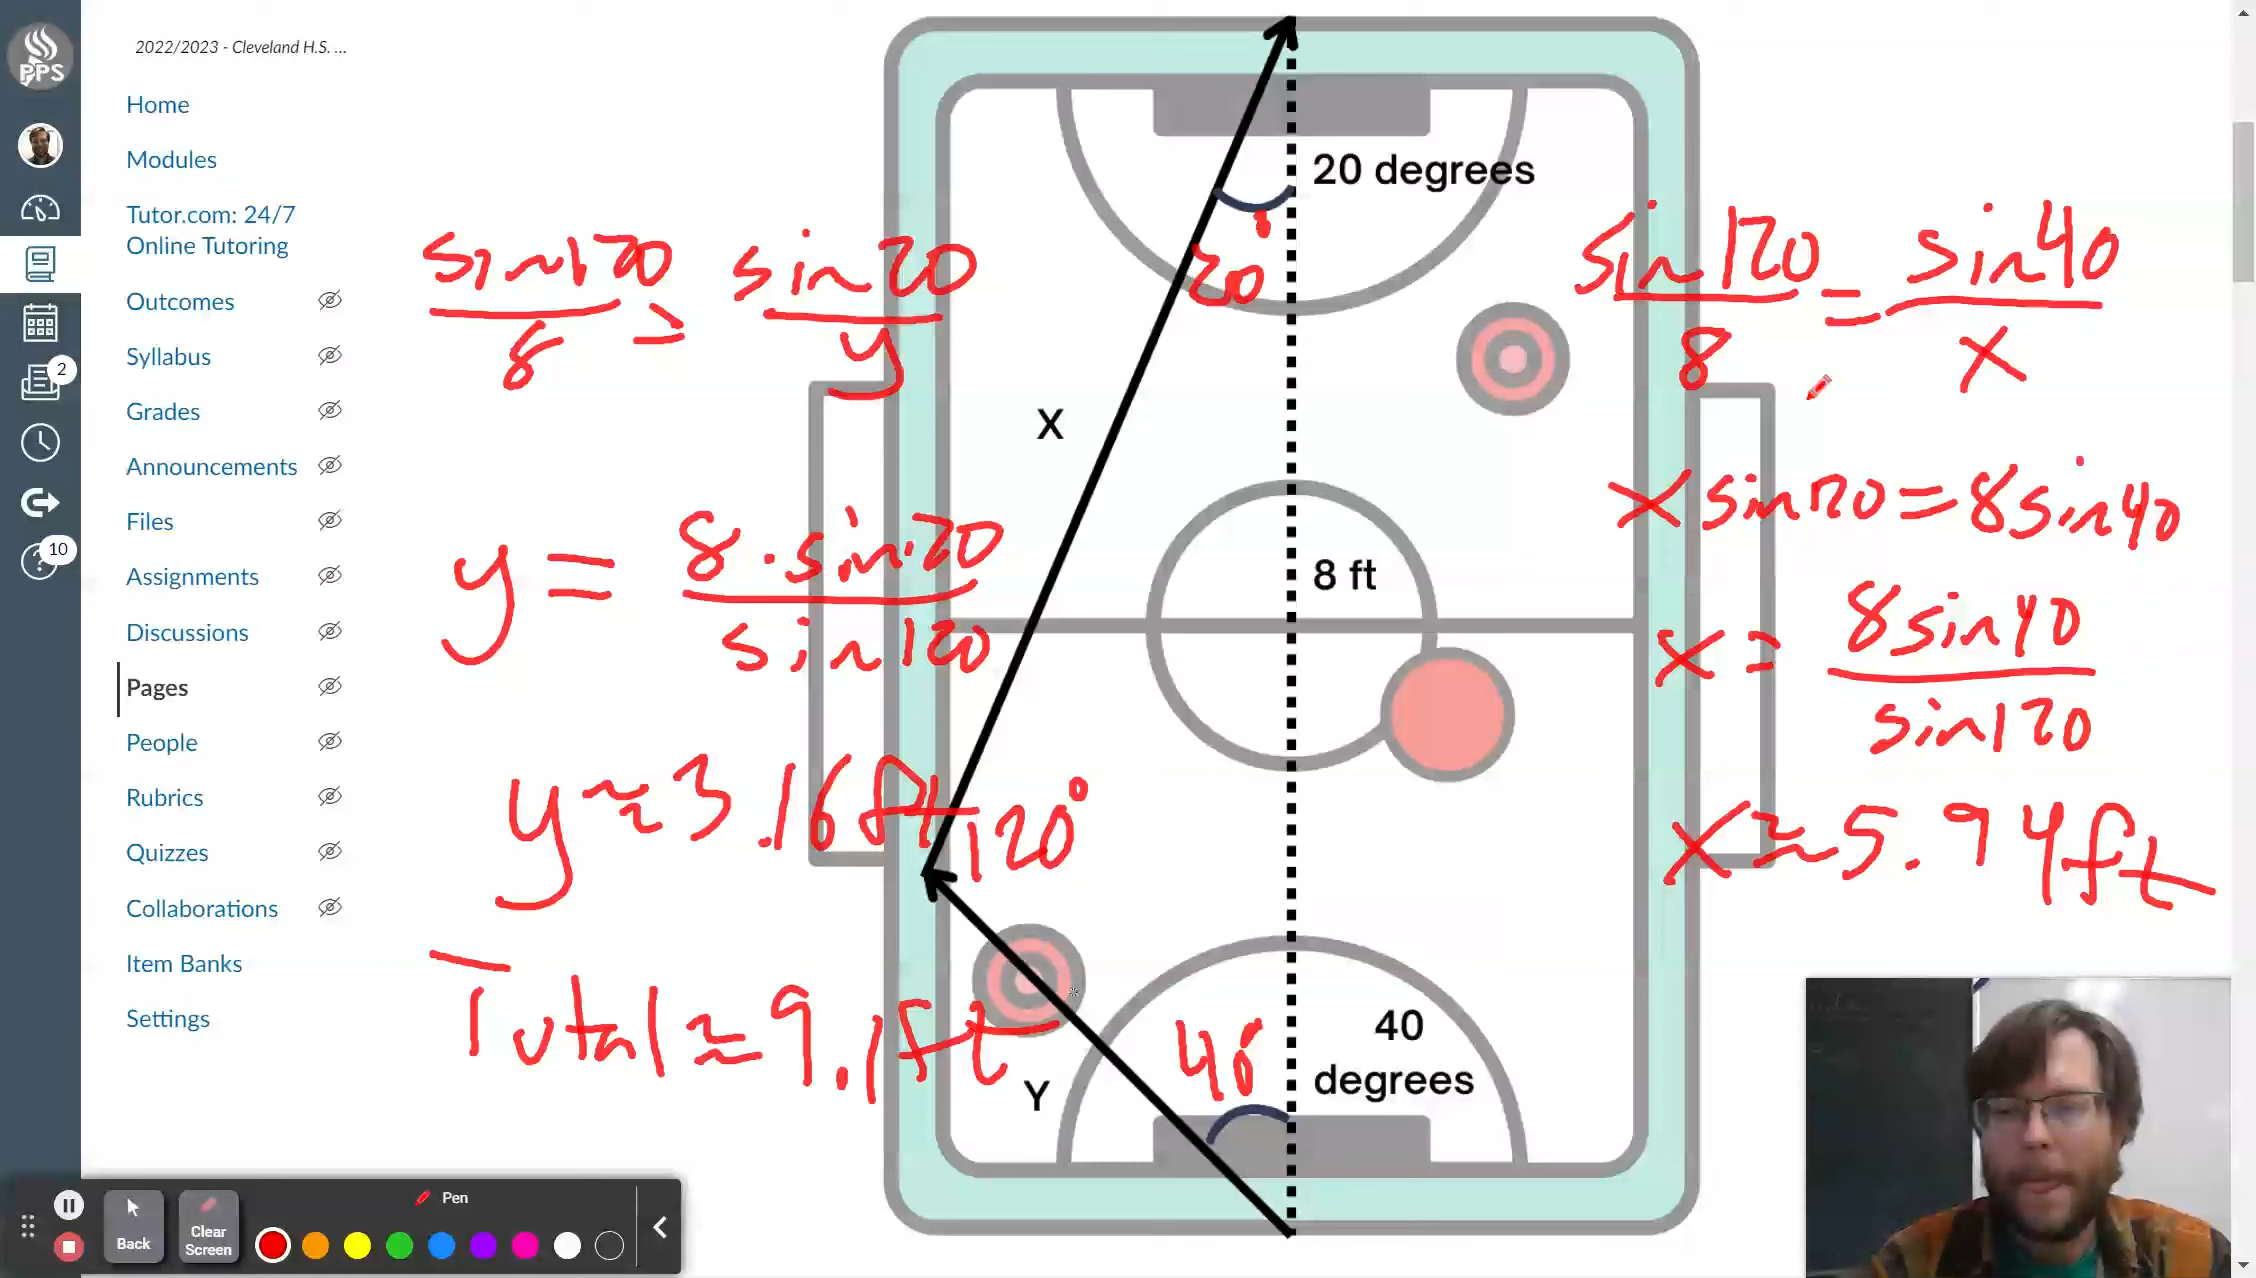 PPS
2022/2023 - Cleveland H.S. ...
Home
Modules
Tutor.com: 24/7
Online Tutoring
Outcomes
Syllabus
2
Grades
Announcements
Files
10
Assignments
Discussions
Pages
People
Rubrics
Quizzes
Collaborations
Item Banks
Settings
20 degrees
20°
X
8 ft
120°
40
degrees
40°
Y
sin120/8 = sin20/y
y = 8·sin20/sin120
y ≈ 3.16ft
Total ≈ 9.1ft
sin120/8 = sin40/x
x sin120 = 8sin40
x = 8sin40/sin120
x ≈ 5.94ft
Back
Clear
Screen
Pen